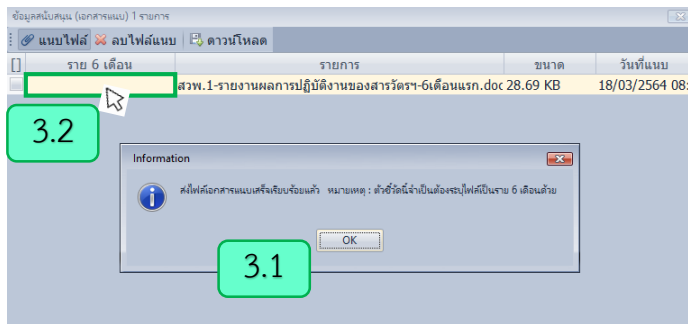 ข้อมูลสนับสนุน (เอกสารแนบ) 1 รายการ
แนบไฟล์ ลบไฟล์แนบ ดาวน์โหลด
[] ราย 6 เดือน รายการ ขนาด วันที่แนบ
สวพ.1-รายงานผลการปฏิบัติงานของสารวัตรฯ-6เดือนแรก.doc 28.69 KB 18/03/2564 08:
3.2
Information
ส่งไฟล์เอกสารแนบเสร็จเรียบร้อยแล้ว หมายเหตุ : ตัวชี้วัดนี้จำเป็นต้องระบุไฟล์เป็นราย 6 เดือนด้วย
OK
3.1